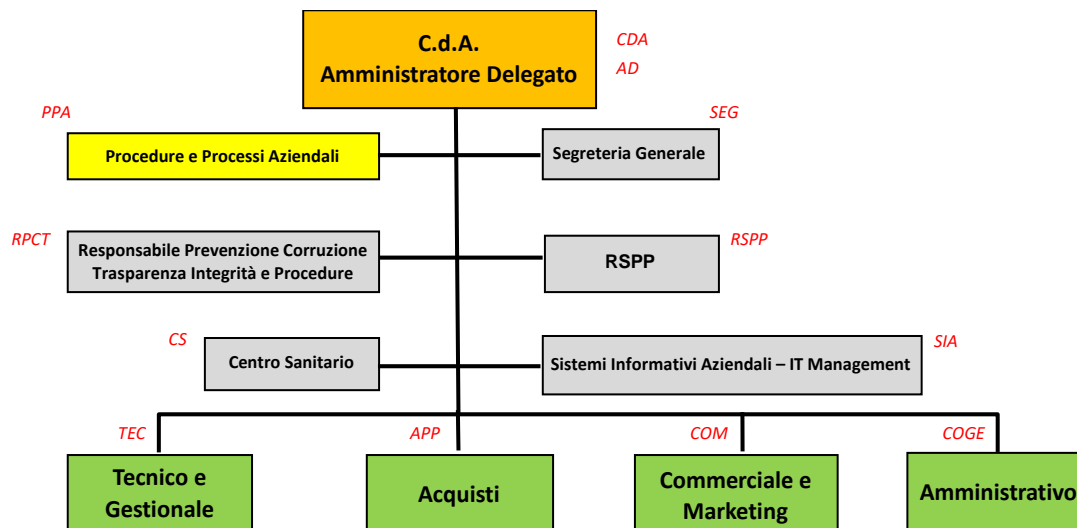 C.d.A.
Amministratore Delegato
CDA
AD
PPA
Procedure e Processi Aziendali
SEG
Segreteria Generale
RPCT
Responsabile Prevenzione Corruzione
Trasparenza Integrità e Procedure
RSPP
RSPP
CS
Centro Sanitario
SIA
Sistemi Informativi Aziendali – IT Management
TEC
Tecnico e
Gestionale
APP
Acquisti
COM
Commerciale e
Marketing
COGE
Amministrativo